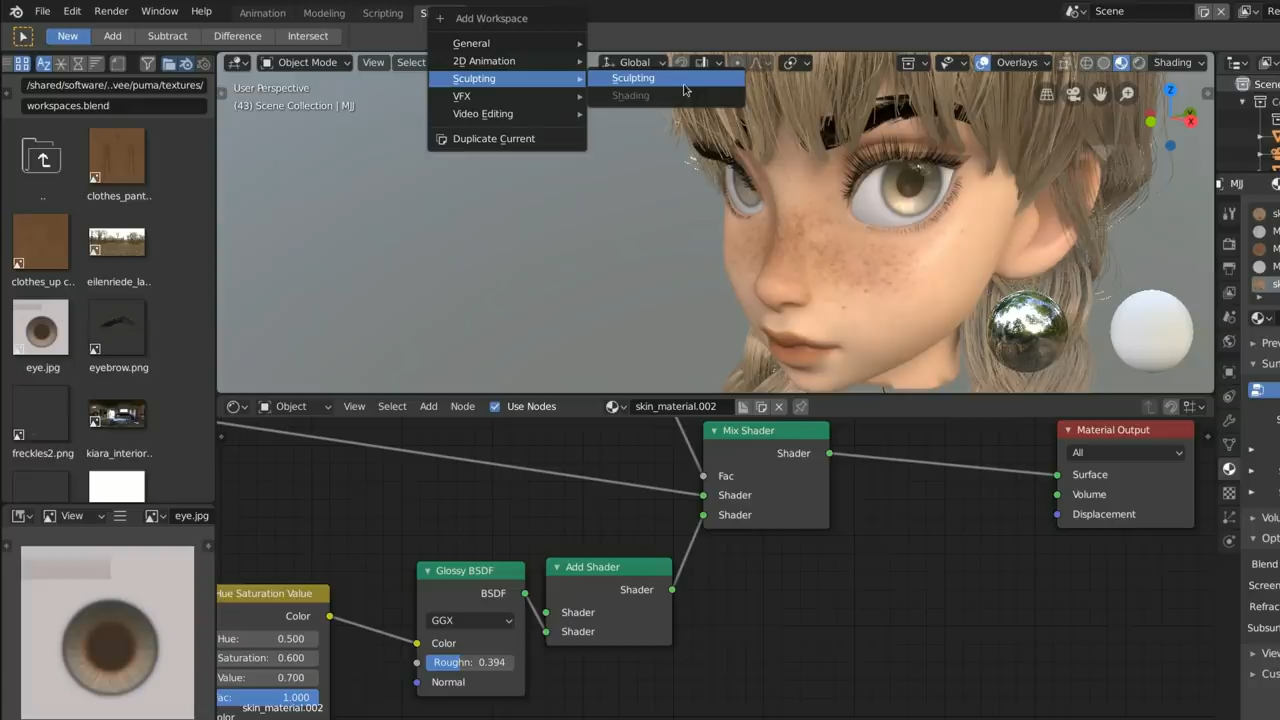 File Edit Render Window Help Animation Modeling Scripting Scene
Add Workspace
General
2D Animation
Sculpting
VFX
Video Editing
Duplicate Current
Sculpting
Shading
New Add Subtract Difference Intersect
Object Mode View Select Global Overlays Shading
/shared/software/..vee/puma/textures/
workspaces.blend
User Perspective
(43) Scene Collection | MJJ
..
clothes_pant..
clothes_up c..
eilenriede_la..
eye.jpg
eyebrow.png
freckles2.png
kiara_interior..
View eye.jpg
Object View Select Add Node Use Nodes skin_material.002
Mix Shader
Shader
Fac
Shader
Shader
Material Output
All
Surface
Volume
Displacement
Glossy BSDF
BSDF
GGX
Color
Roughn: 0.394
Normal
Add Shader
Shader
Shader
Shader
Hue Saturation Value
Color
Hue: 0.500
Saturation: 0.600
Value: 0.700
ac: 1.000
olor
skin_material.002
MJJ
Z
X